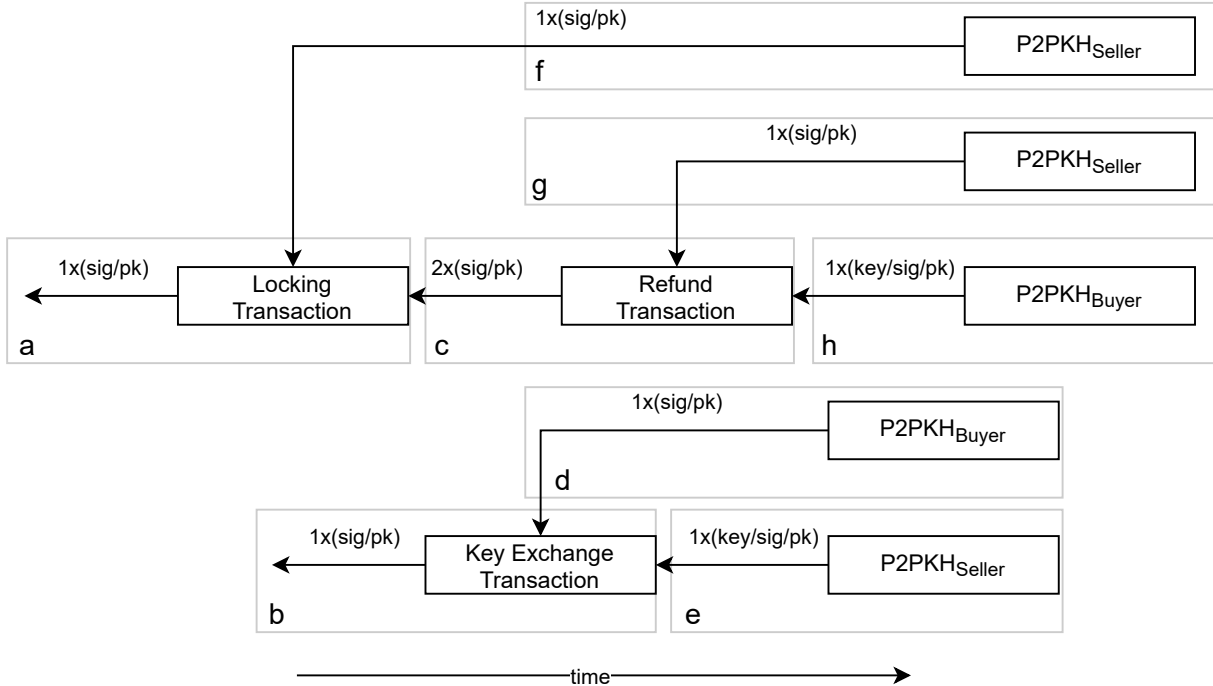 1x(sig/pk)
P2PKHSeller
f
1x(sig/pk)
P2PKHSeller
g
1x(sig/pk)
Locking
Transaction
a
2x(sig/pk)
Refund
Transaction
c
1x(key/sig/pk)
P2PKHBuyer
h
1x(sig/pk)
P2PKHBuyer
d
1x(sig/pk)
Key Exchange
Transaction
b
1x(key/sig/pk)
P2PKHSeller
e
time